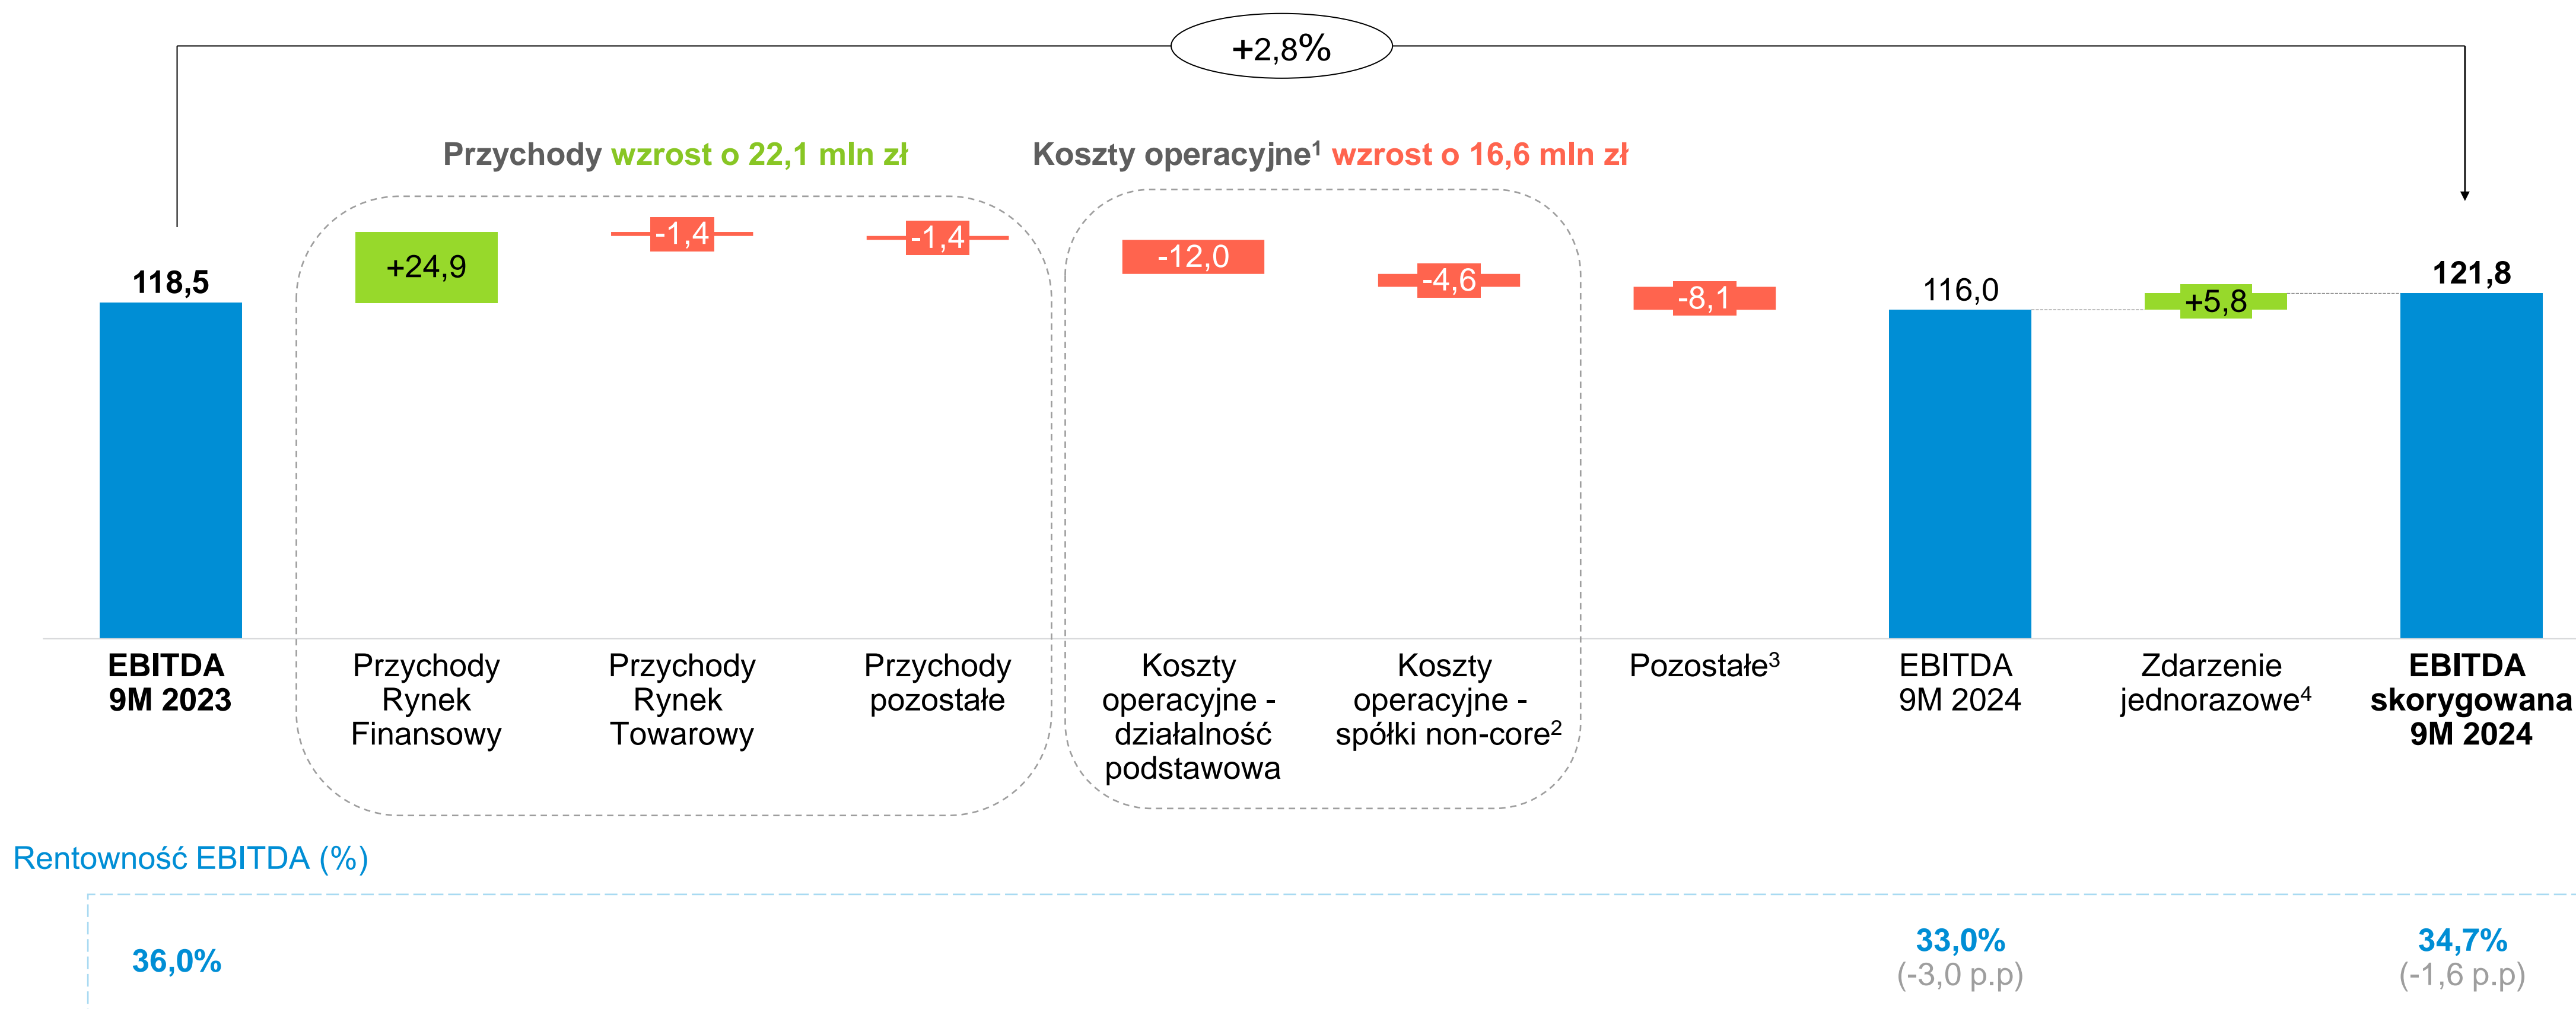 +2,8%
Przychody wzrost o 22,1 mln zł
Koszty operacyjne¹ wzrost o 16,6 mln zł
118,5
+24,9
-1,4
-1,4
-12,0
-4,6
-8,1
116,0
+5,8
121,8
EBITDA
9M 2023
Przychody
Rynek
Finansowy
Przychody
Rynek
Towarowy
Przychody
pozostałe
Koszty
operacyjne -
działalność
podstawowa
Koszty
operacyjne -
spółki non-core²
Pozostałe³
EBITDA
9M 2024
Zdarzenie
jednorazowe⁴
EBITDA
skorygowana
9M 2024
Rentowność EBITDA (%)
36,0%
33,0%
(-3,0 p.p)
34,7%
(-1,6 p.p)